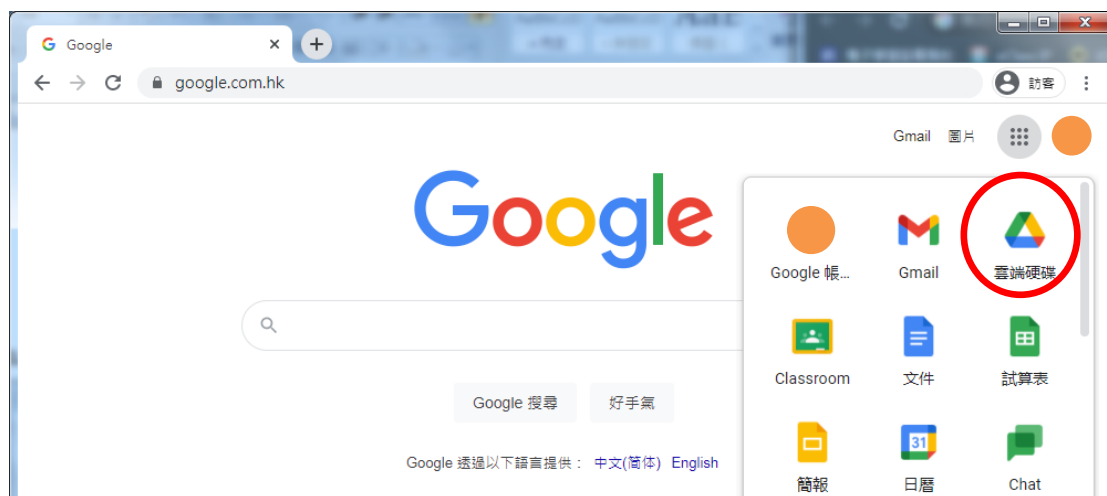 Google
google.com.hk
訪客
Gmail 圖片
Google
Google 帳...
Gmail
雲端硬碟
Classroom
文件
試算表
簡報
31
日曆
Chat
Google 搜尋
好手氣
Google 透過以下語言提供： 中文(简体) English